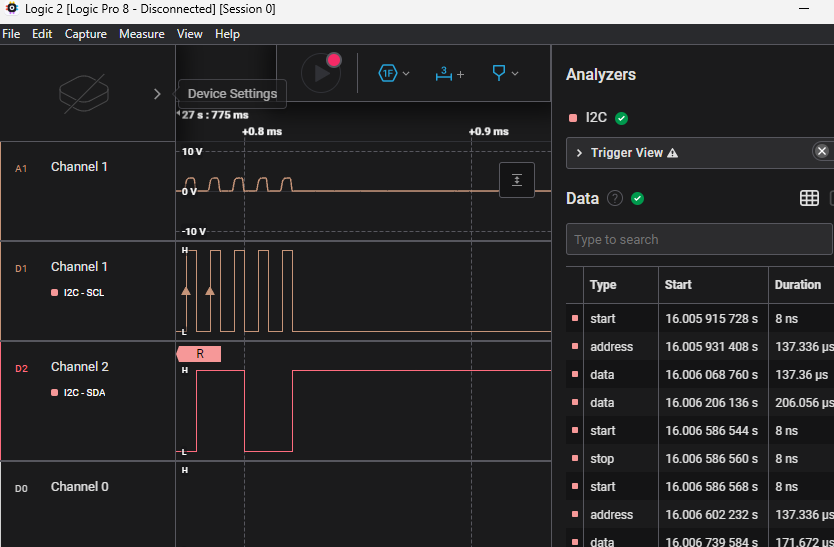 Logic 2 [Logic Pro 8 - Disconnected] [Session 0]
File Edit Capture Measure View Help
Device Settings
1F
3
+
27 s : 775 ms
+0.8 ms
+0.9 ms
A1 Channel 1
10 V
0 V
-10 V
D1 Channel 1
I2C - SCL
H
L
D2 Channel 2
I2C - SDA
R
H
L
D0 Channel 0
H
Analyzers
I2C
Trigger View
Data ?
Type to search
Type Start Duration
start 16.005 915 728 s 8 ns
address 16.005 931 408 s 137.336 µs
data 16.006 068 760 s 137.36 µs
data 16.006 206 136 s 206.056 µs
start 16.006 586 544 s 8 ns
stop 16.006 586 560 s 8 ns
start 16.006 586 568 s 8 ns
address 16.006 602 232 s 137.336 µs
data 16.006 739 584 s 171.672 µs